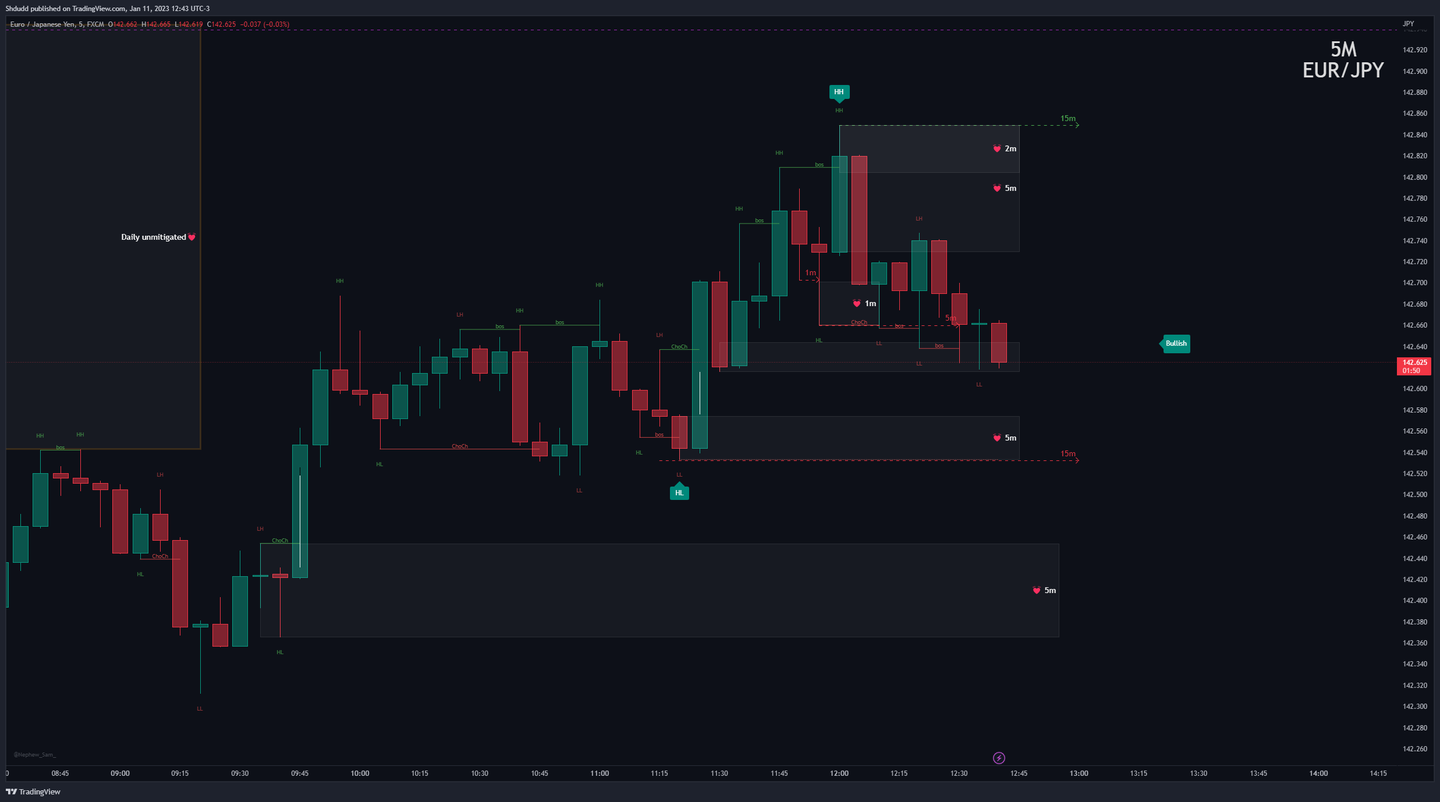 Shdudd published on TradingView.com, Jan 11, 2023 12:43 UTC-3
Euro / Japanese Yen, 5, FXCM O142.662 H142.665 L142.619 C142.625 −0.037 (−0.03%)
JPY
5M
EUR/JPY
142.920
142.900
142.880
142.860
142.840
142.820
142.800
142.780
142.760
142.740
142.720
142.700
142.680
142.660
142.640
142.625
01:50
142.600
142.580
142.560
142.540
142.520
142.500
142.480
142.460
142.440
142.420
142.400
142.380
142.360
142.340
142.320
142.300
142.280
142.260
HH
HH
15m
2m
5m
HH
bos
HH
bos
LH
Daily unmitigated
1m
1m
5m
ChoCh
bos
HL
LL
bos
LL
LL
Bullish
HH
HH
HH
LH
bos
bos
LH
ChoCh
ChoCh
HL
LL
bos
HL
LL
HL
5m
15m
HH
HH
bos
LH
ChoCh
HL
LH
ChoCh
HL
LL
5m
@Nephew_Sam_
0
08:45
09:00
09:15
09:30
09:45
10:00
10:15
10:30
10:45
11:00
11:15
11:30
11:45
12:00
12:15
12:30
12:45
13:00
13:15
13:30
13:45
14:00
14:15
TradingView